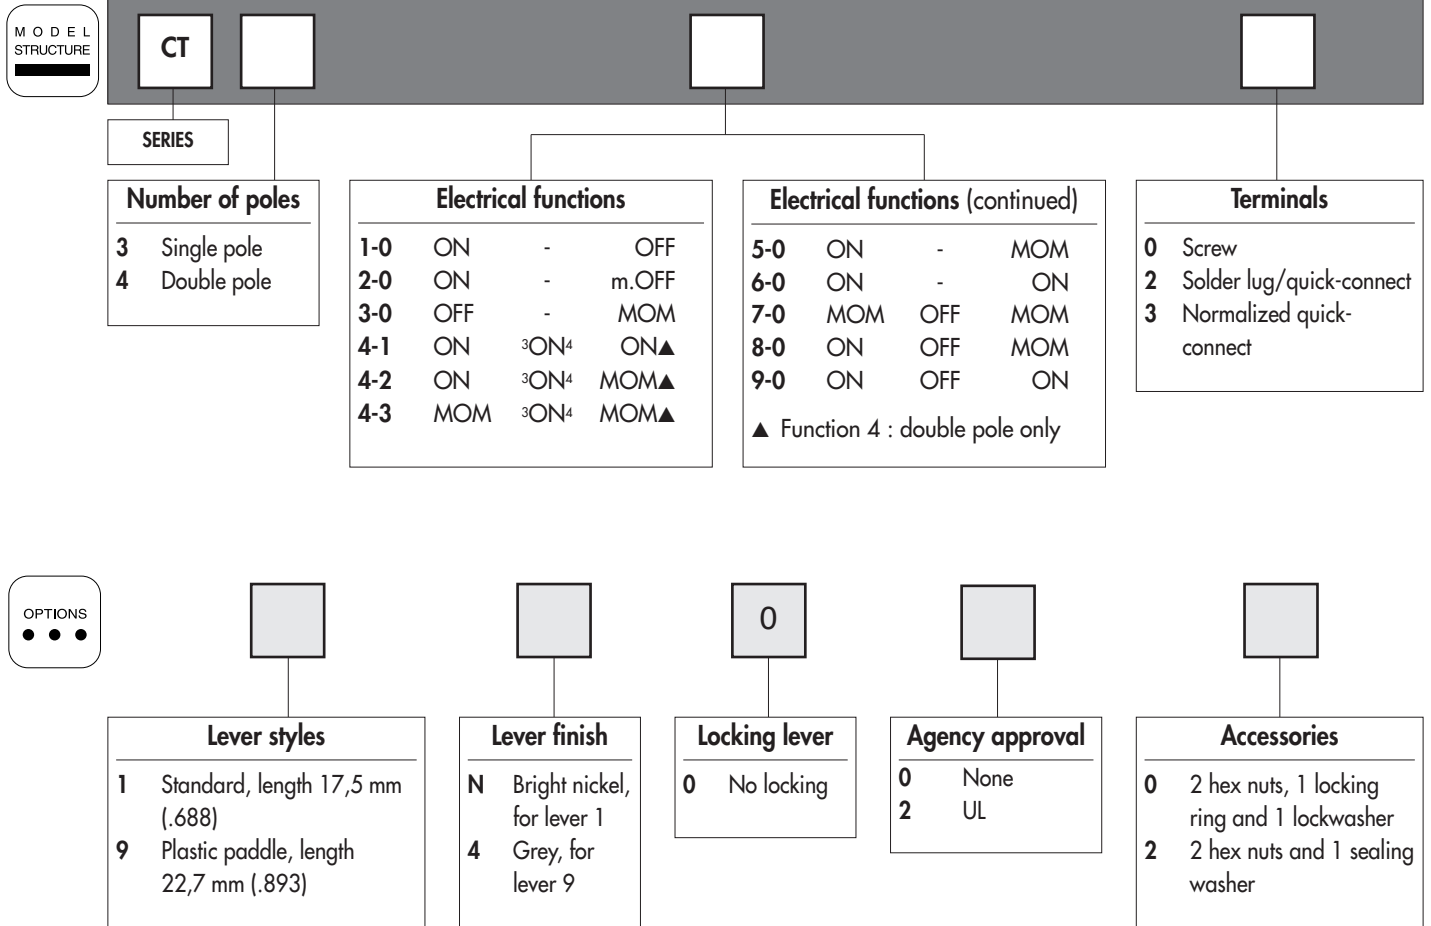 MODEL
STRUCTURE
CT
SERIES
Number of poles
3 Single pole
4 Double pole
Electrical functions
1-0 ON - OFF
2-0 ON - m.OFF
3-0 OFF - MOM
4-1 ON ³ON⁴ ON▲
4-2 ON ³ON⁴ MOM▲
4-3 MOM ³ON⁴ MOM▲
Electrical functions (continued)
5-0 ON - MOM
6-0 ON - ON
7-0 MOM OFF MOM
8-0 ON OFF MOM
9-0 ON OFF ON
▲ Function 4 : double pole only
Terminals
0 Screw
2 Solder lug/quick-connect
3 Normalized quick-
connect
OPTIONS
0
Lever styles
1 Standard, length 17,5 mm
(.688)
9 Plastic paddle, length
22,7 mm (.893)
Lever finish
N Bright nickel,
for lever 1
4 Grey, for
lever 9
Locking lever
0 No locking
Agency approval
0 None
2 UL
Accessories
0 2 hex nuts, 1 locking
ring and 1 lockwasher
2 2 hex nuts and 1 sealing
washer